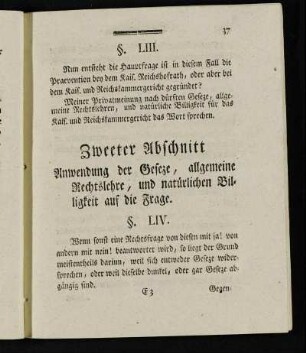 37
§. LIII.
Nun entsteht die Hauptfrage ist in diesem Fall die
Praevention bey dem Kais. Reichshofrath, oder aber bei
dem Kais. und Reichskammergericht gegründet?
Meiner Privatmeinung nach dürften Geseze, allge-
meine Rechtslehren, und natürliche Biligkeit für das
Kais. und Reichskammergericht das Wort sprechen.
Zweeter Abschnitt
Anwendung der Geseze, allgemeine
Rechtslehre, und natürlichen Bil-
ligkeit auf die Frage.
§. LIV.
Wenn sonst eine Rechtsfrage von diesen mit ja! von
andern mit nein! beantworter wird, so liegt der Grund
meistentheils darinn, weil sich entweder Geseze wider-
sprechen, oder weil dieselbe dunkel, oder gar Geseze ab-
gängig sind.
E 3 Gegen-